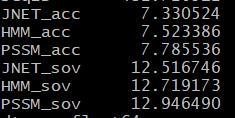 JNET_acc 7.330524
HMM_acc 7.523386
PSSM_acc 7.785536
JNET_sov 12.516746
HMM_sov 12.719173
PSSM_sov 12.946490